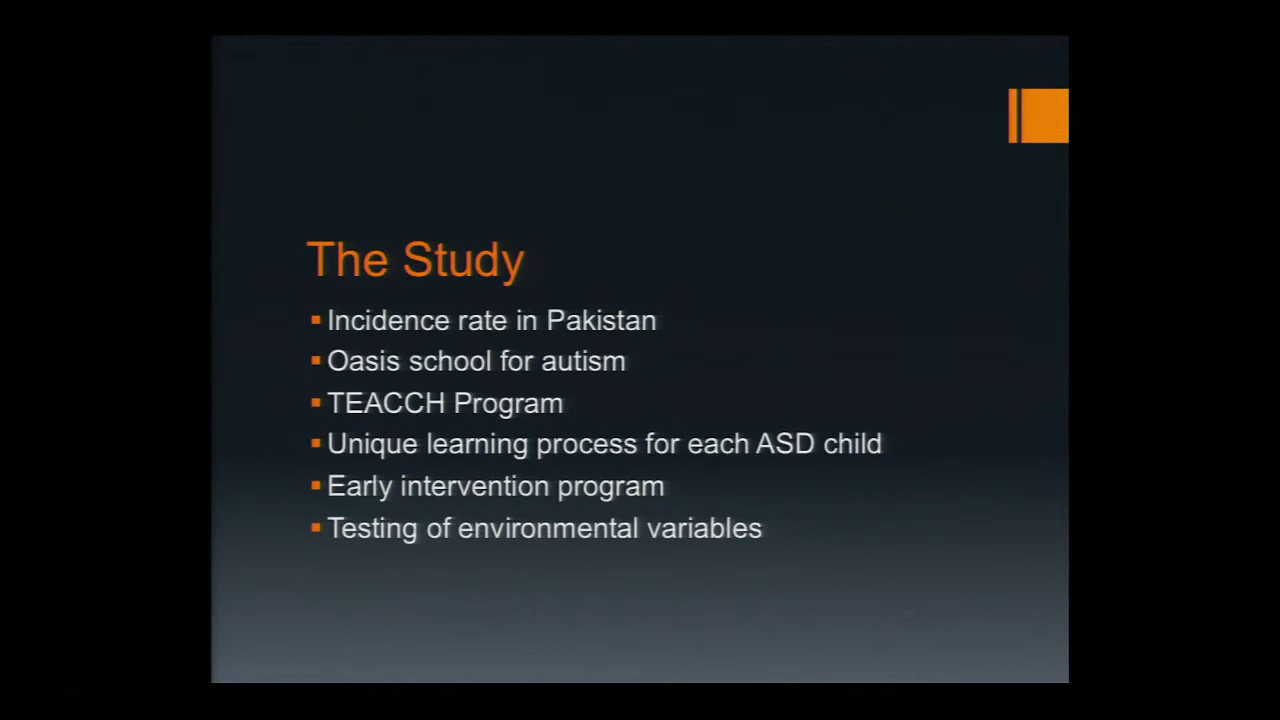 The Study
Incidence rate in Pakistan
Oasis school for autism
TEACCH Program
Unique learning process for each ASD child
Early intervention program
Testing of environmental variables